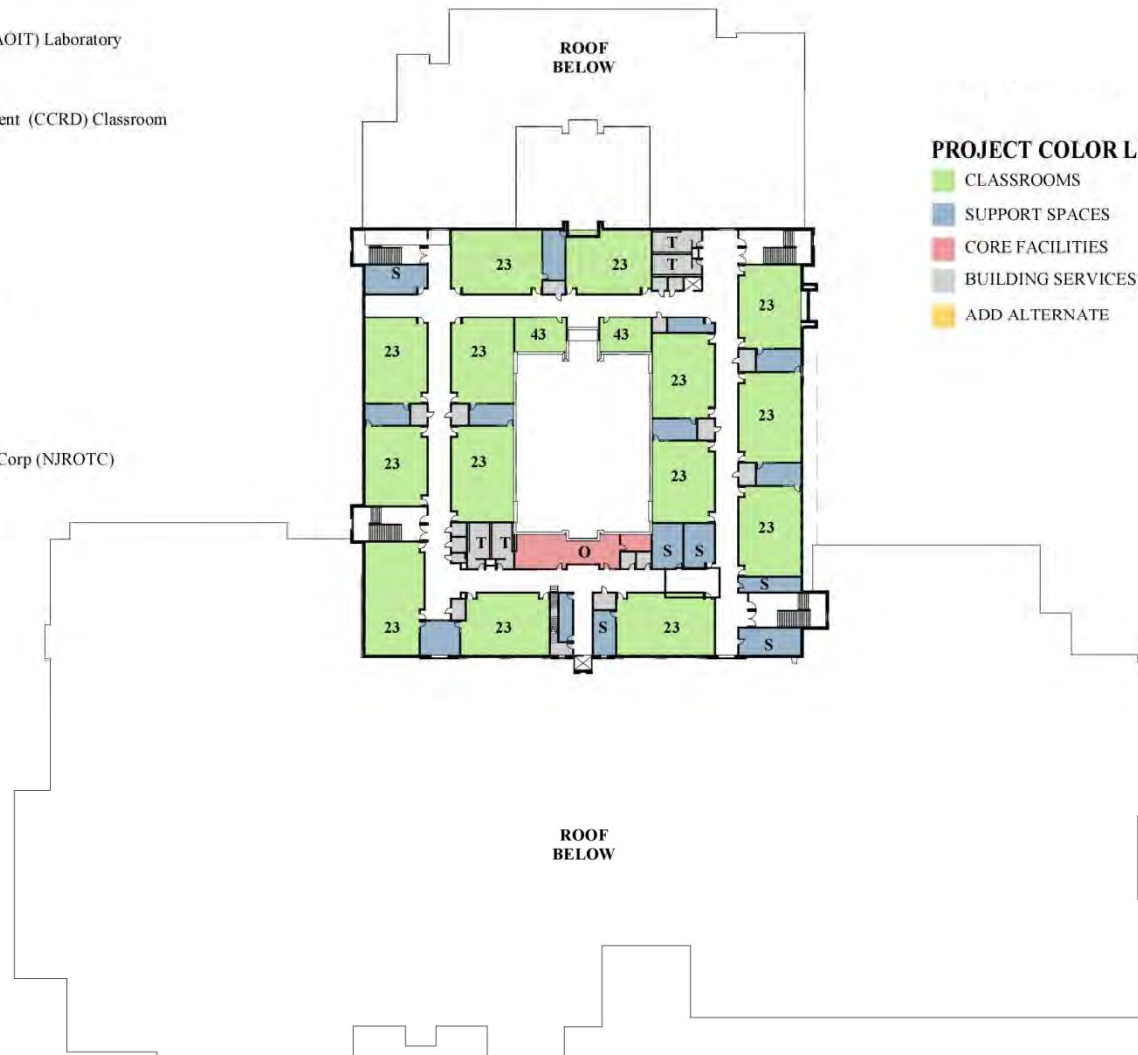 AOIT) Laboratory
ent (CCRD) Classroom
Corp (NJROTC)
ROOF
BELOW
PROJECT COLOR L
CLASSROOMS
SUPPORT SPACES
CORE FACILITIES
BUILDING SERVICES
ADD ALTERNATE
T
23 23
T
S
23
43 43
23 23
23
23
23 23
23
T T
O
S S
23
S
23 23
S
23
S
ROOF
BELOW